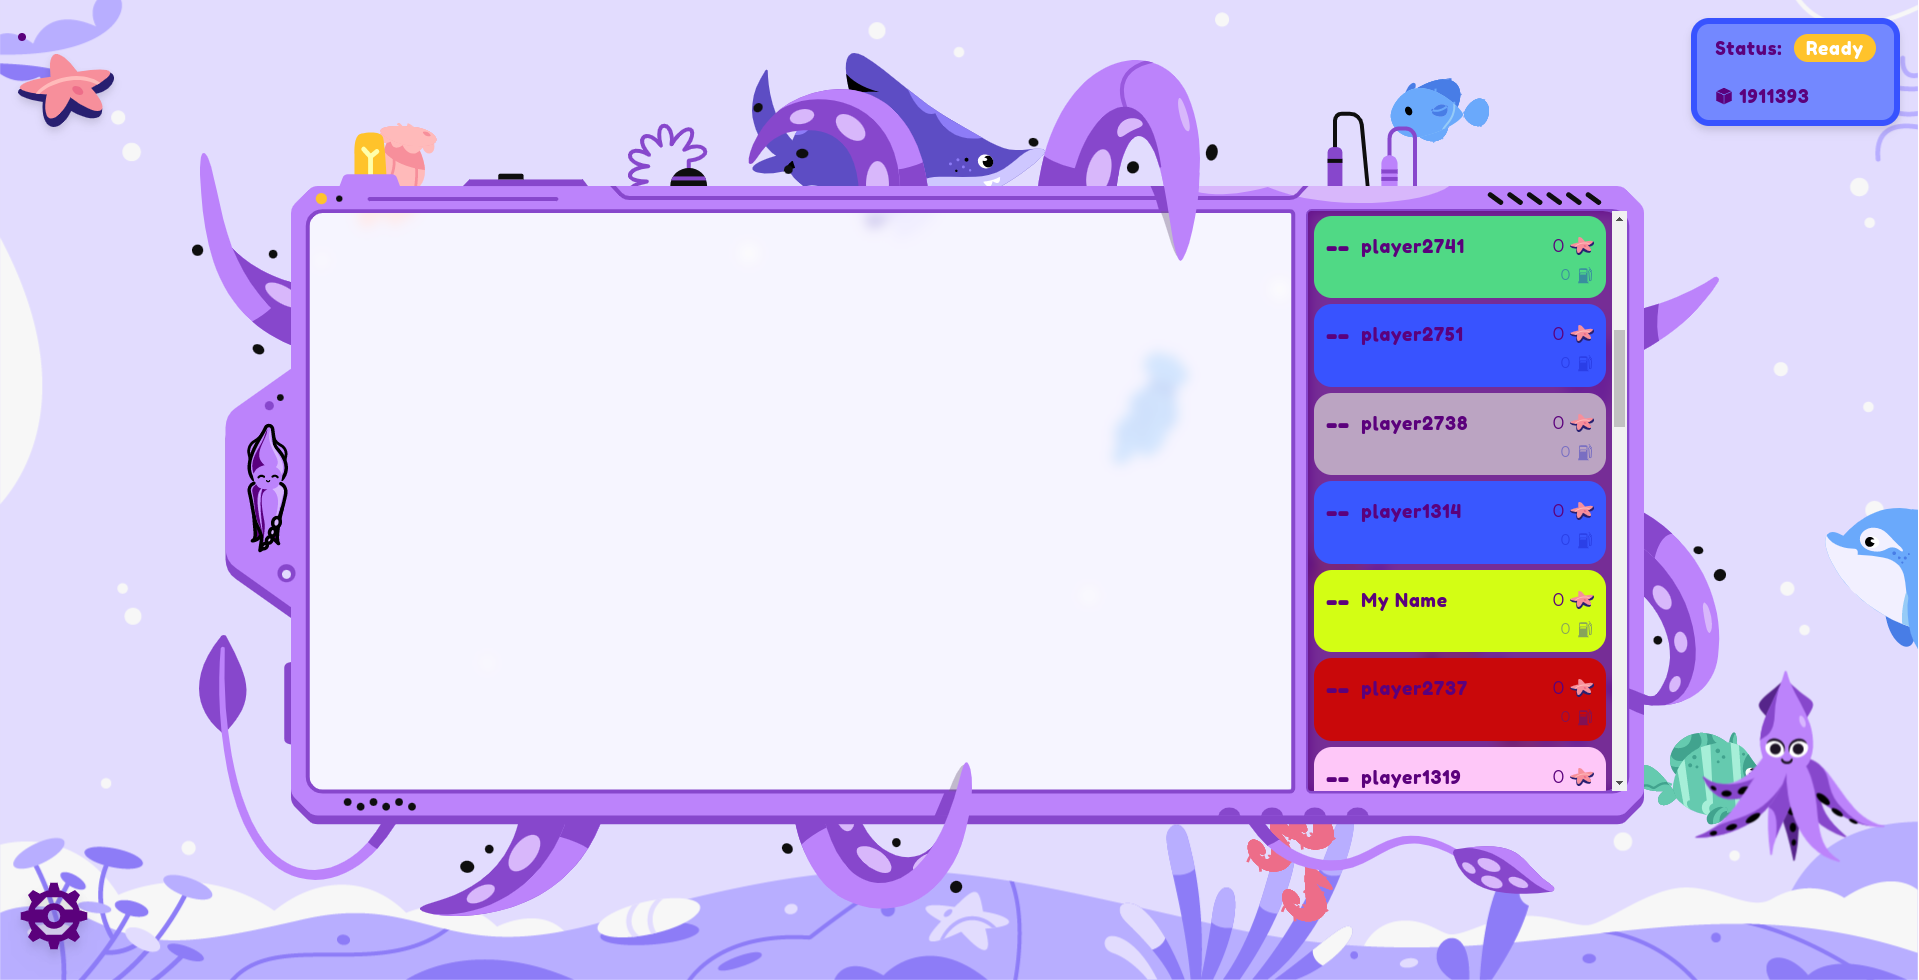 Status: Ready
1911393
-- player2741 0
0
-- player2751 0
0
-- player2738 0
0
-- player1314 0
0
-- My Name 0
0
-- player2737 0
0
-- player1319 0